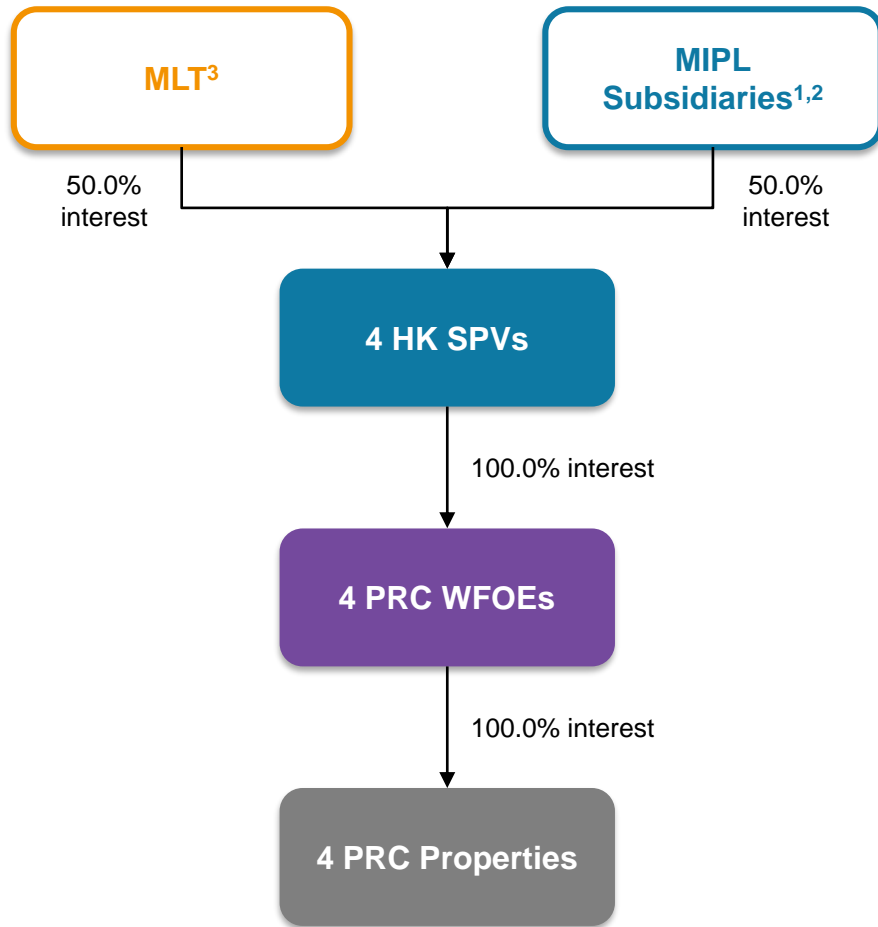 MLT³
MIPL
Subsidiaries¹,²
50.0%
interest
50.0%
interest
4 HK SPVs
100.0% interest
4 PRC WFOEs
100.0% interest
4 PRC Properties